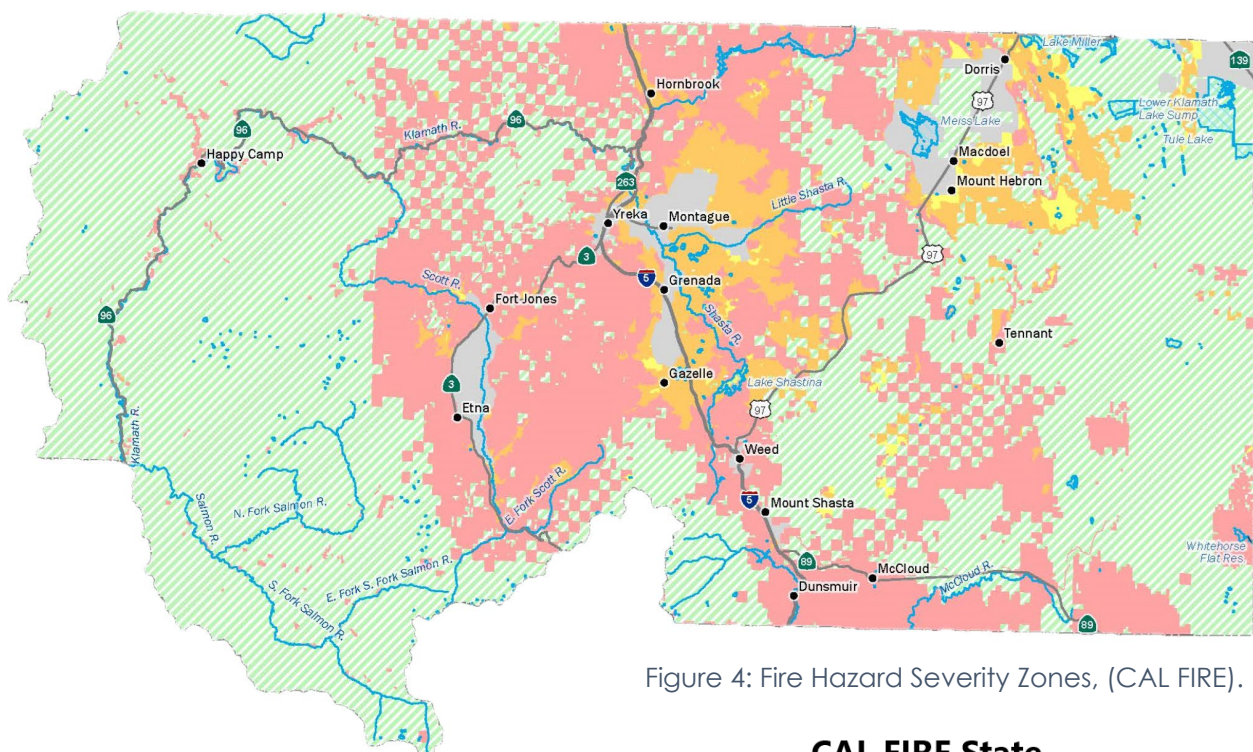 Hornbrook
Dorris
Lake Miller
139
97
Lower Klamath
Lake Sump
Tule Lake
Meiss Lake
96
Klamath R.
96
Happy Camp
Macdoel
Mount Hebron
263
Little Shasta R.
Yreka
Montague
97
3
5
Grenada
Scott R.
Fort Jones
Shasta R.
96
Tennant
Gazelle
Lake Shastina
3
Etna
97
Klamath R.
Weed
E. Fork Scott R.
5
Mount Shasta
Salmon R.
N. Fork Salmon R.
Whitehorse
Flat Res.
89
McCloud
McCloud R.
E. Fork S. Fork Salmon R.
Dunsmuir
S. Fork Salmon R.
89
Figure 4: Fire Hazard Severity Zones, (CAL FIRE).
CAL FIRE State